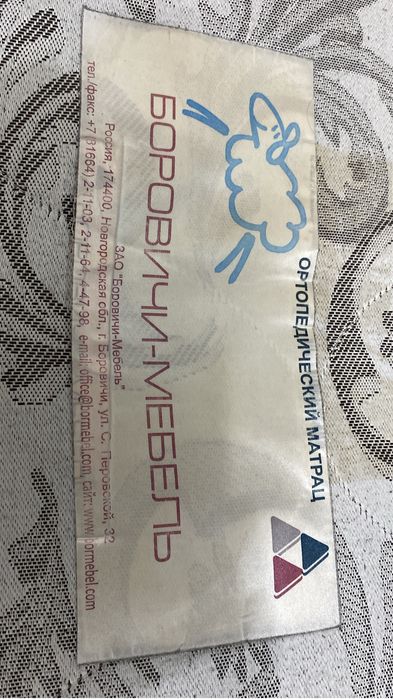 ОРТОПЕДИЧЕСКИЙ МАТРАЦ
БОРОВИЧИ-МЕБЕЛЬ
ЗАО "Боровичи-Мебель"
Россия, 174400, Новгородская обл., г. Боровичи, ул. С. Перовской, 32
тел./факс: +7 (81664) 2-11-03, 2-11-64, 4-47-98, e-mail: office@bormebel.com, сайт: www.bormebel.com